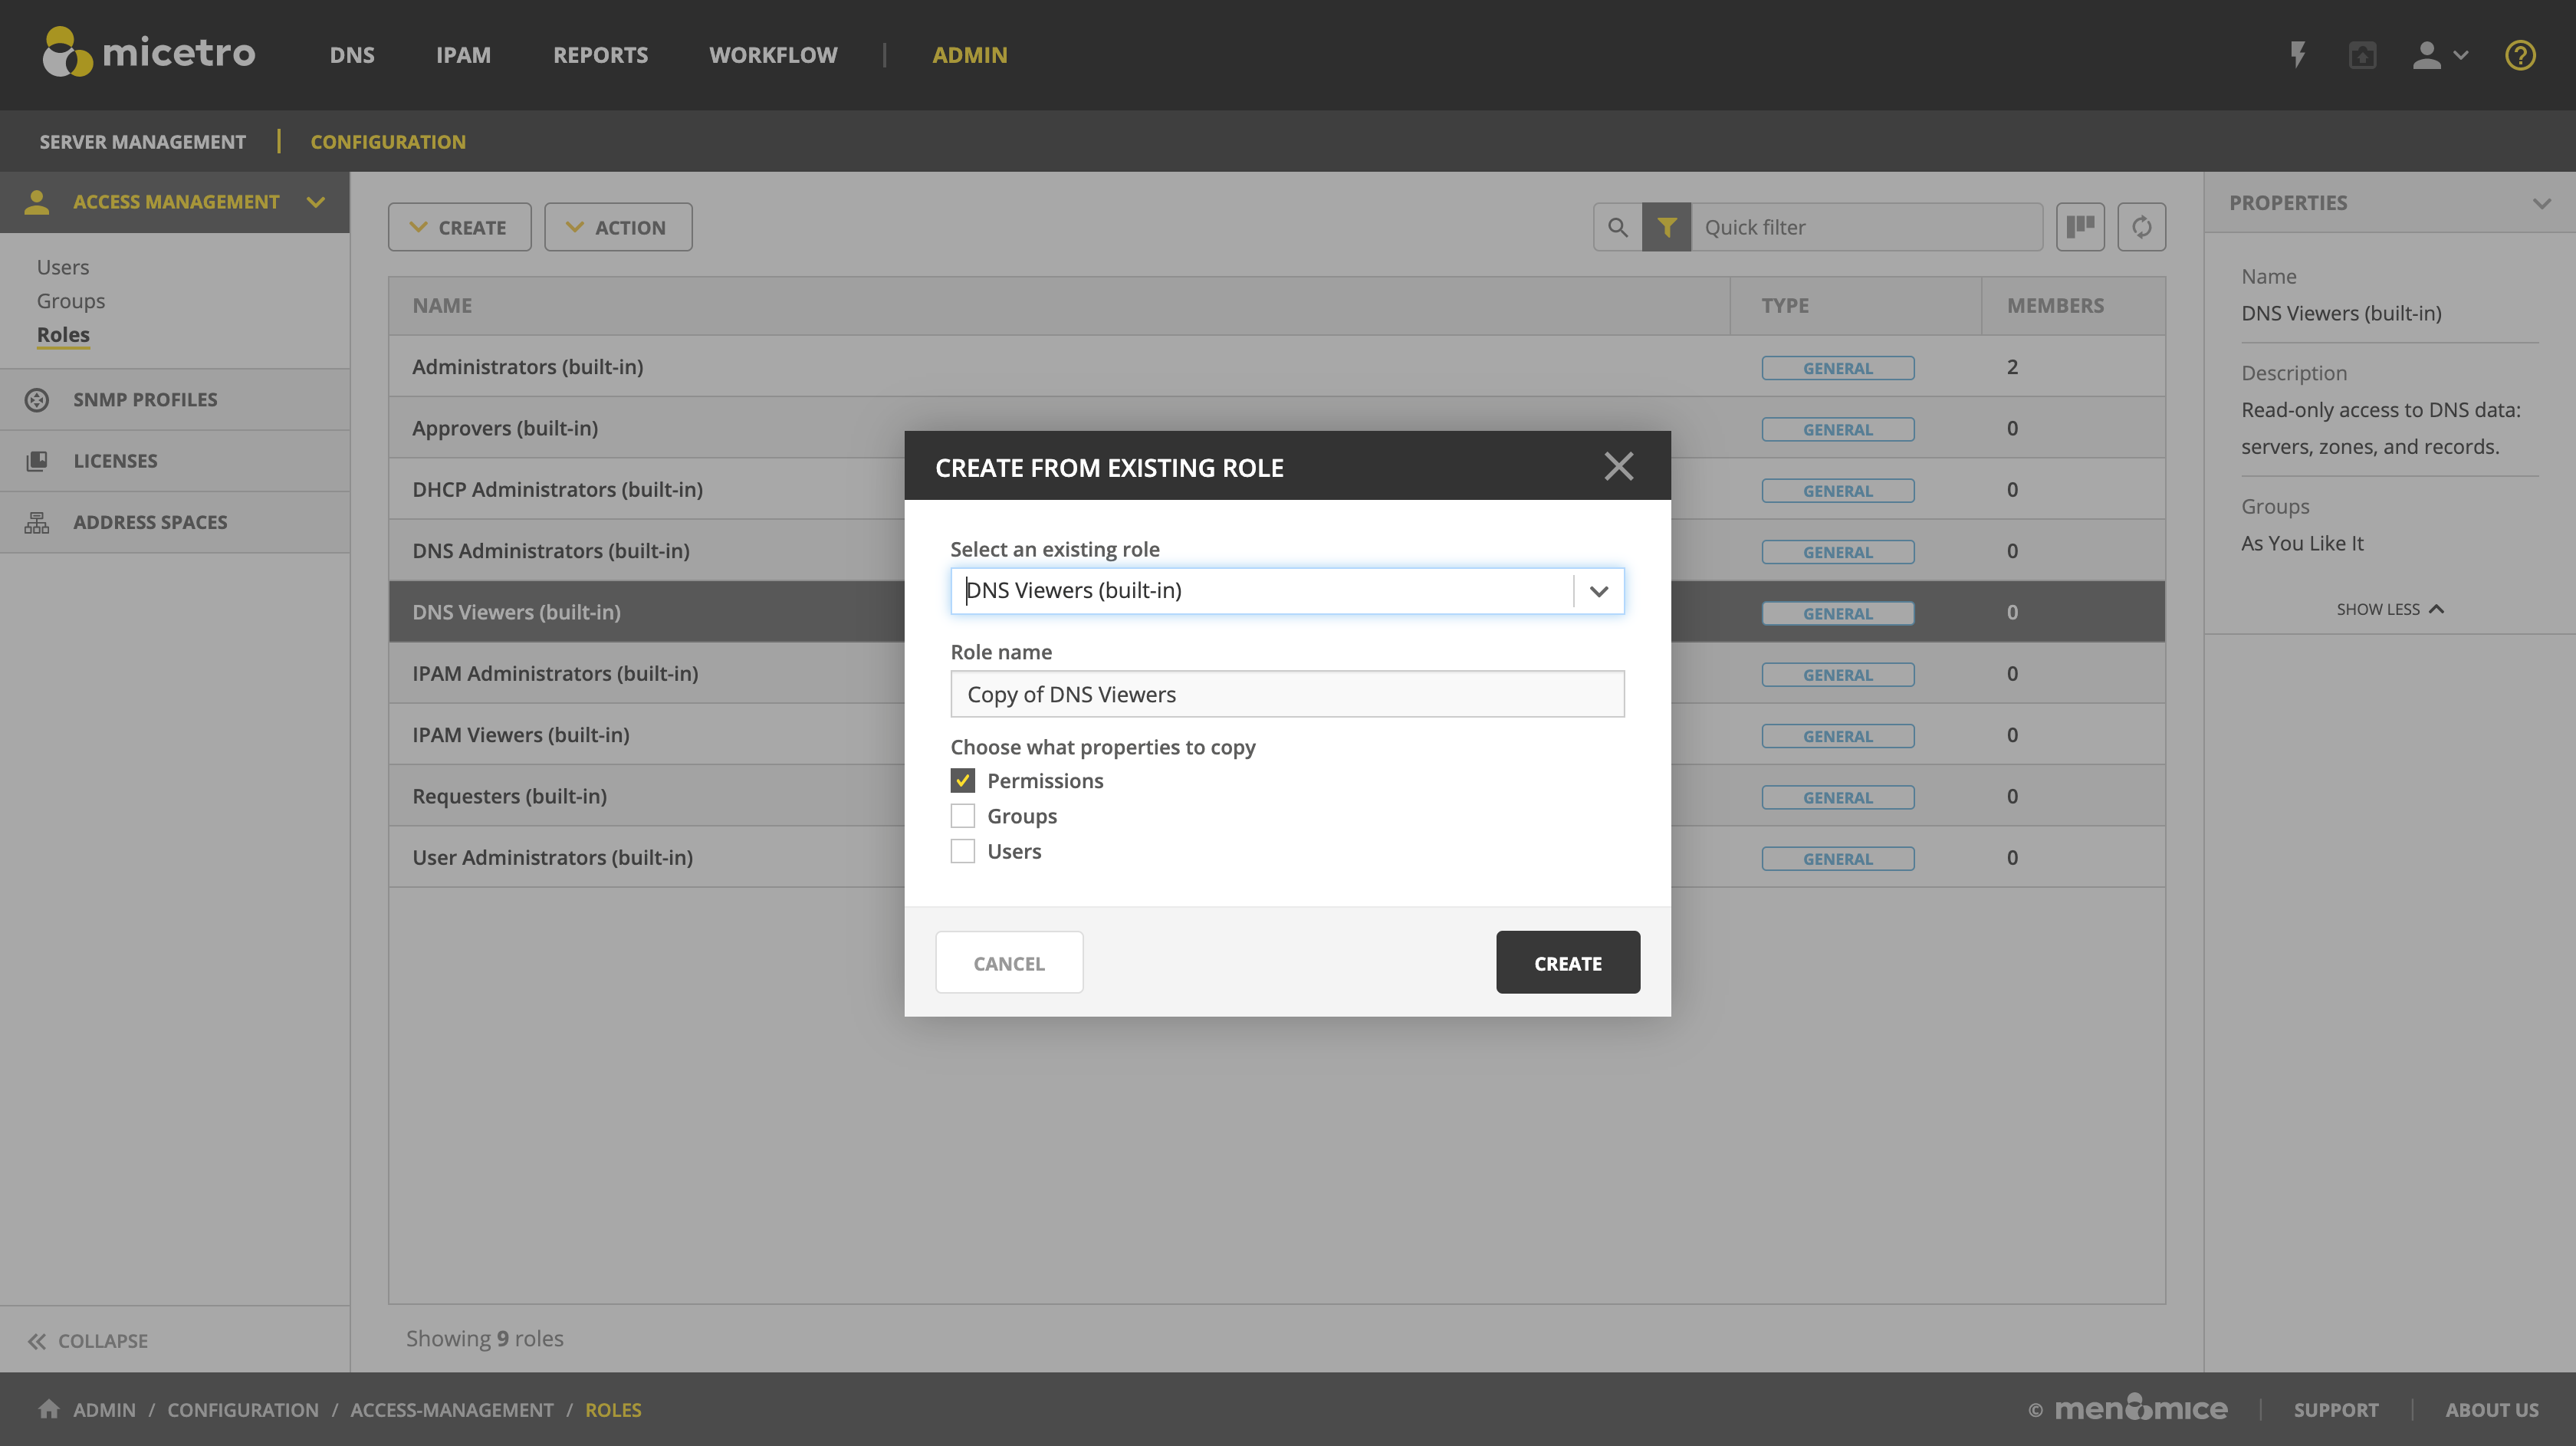 micetro DNS IPAM REPORTS WORKFLOW | ADMIN
SERVER MANAGEMENT | CONFIGURATION
ACCESS MANAGEMENT
Users
Groups
Roles
SNMP PROFILES
LICENSES
ADDRESS SPACES
COLLAPSE
CREATE ACTION Quick filter
NAME TYPE MEMBERS
Administrators (built-in) GENERAL 2
Approvers (built-in) GENERAL 0
DHCP Administrators (built-in) GENERAL 0
DNS Administrators (built-in) GENERAL 0
DNS Viewers (built-in) GENERAL 0
IPAM Administrators (built-in) GENERAL 0
IPAM Viewers (built-in) GENERAL 0
Requesters (built-in) GENERAL 0
User Administrators (built-in) GENERAL 0
Showing 9 roles
CREATE FROM EXISTING ROLE
Select an existing role
DNS Viewers (built-in)
Role name
Copy of DNS Viewers
Choose what properties to copy
Permissions
Groups
Users
CANCEL CREATE
PROPERTIES
Name
DNS Viewers (built-in)
Description
Read-only access to DNS data:
servers, zones, and records.
Groups
As You Like It
SHOW LESS
ADMIN / CONFIGURATION / ACCESS-MANAGEMENT / ROLES
© men&mice | SUPPORT | ABOUT US